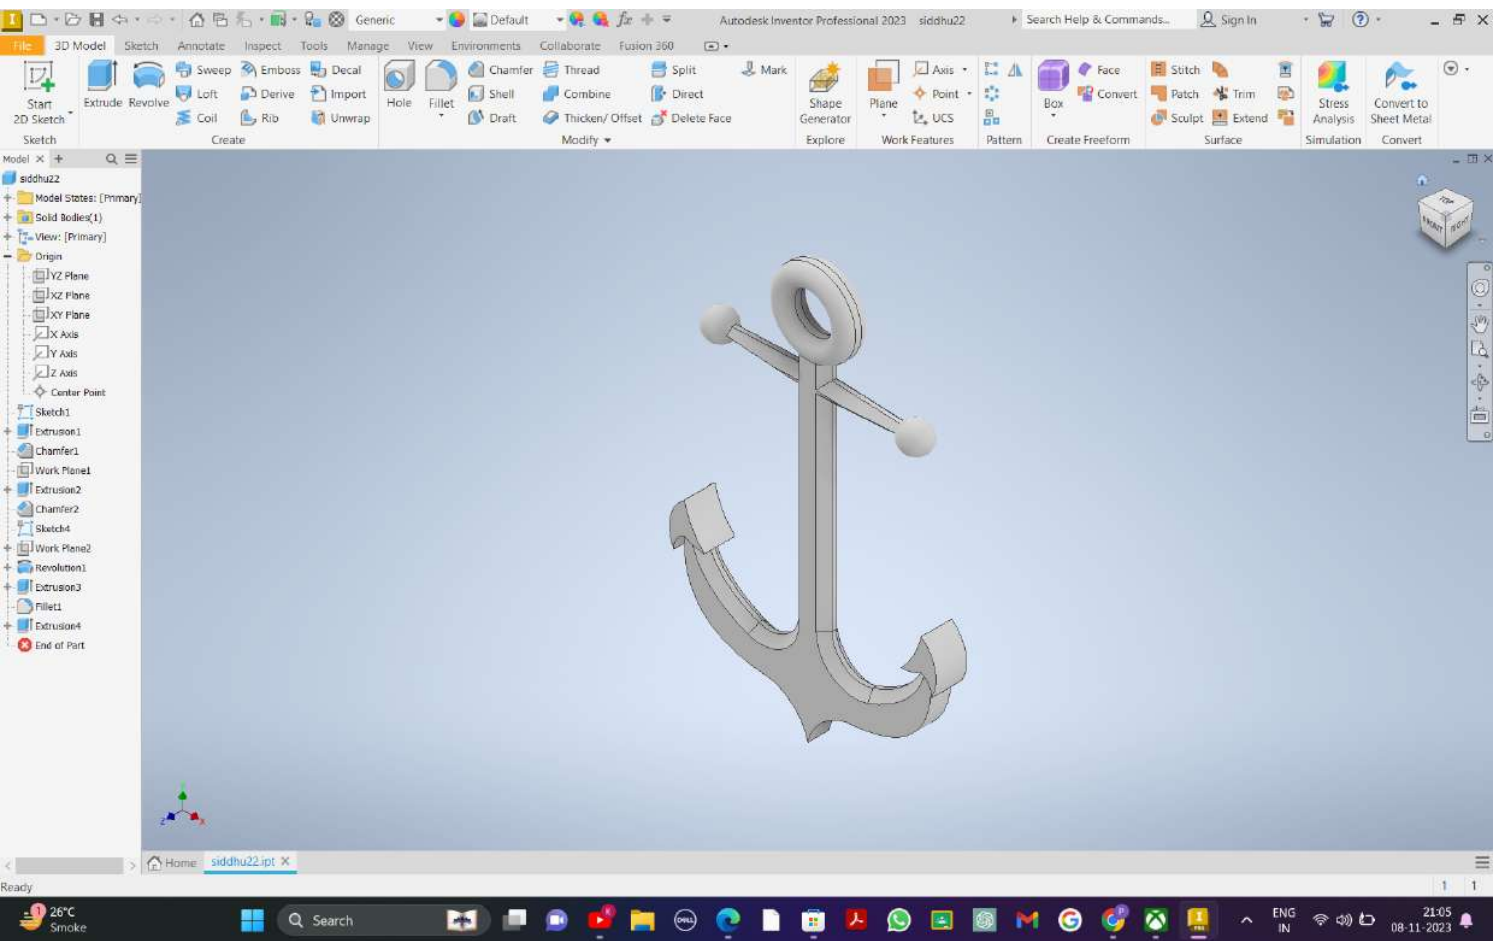 Generic
Default
fx
Autodesk Inventor Professional 2023 siddhu22
Search Help & Commands...
Sign In
File 3D Model Sketch Annotate Inspect Tools Manage View Environments Collaborate Fusion 360
Start
2D Sketch
Extrude
Revolve
Sweep
Loft
Coil
Emboss
Derive
Rib
Decal
Import
Unwrap
Hole
Fillet
Chamfer
Shell
Draft
Thread
Combine
Thicken/ Offset
Split
Direct
Delete Face
Mark
Shape
Generator
Plane
Axis
Point
UCS
Box
Face
Convert
Stitch
Patch
Sculpt
Trim
Extend
Stress
Analysis
Convert to
Sheet Metal
Sketch Create Modify Explore Work Features Pattern Create Freeform Surface Simulation Convert
Model
siddhu22
Model States: [Primary]
Solid Bodies(1)
View: [Primary]
Origin
YZ Plane
XZ Plane
XY Plane
X Axis
Y Axis
Z Axis
Center Point
Sketch1
Extrusion1
Chamfer1
Work Plane1
Extrusion2
Chamfer2
Sketch4
Work Plane2
Revolution1
Extrusion3
Fillet1
Extrusion4
End of Part
TOP
FRONT RIGHT
Y
Z X
Home siddhu22.ipt
Ready
1 1
1
26°C
Smoke
Search
DELL
K
P
I
PRO
ENG
IN
21:05
08-11-2023